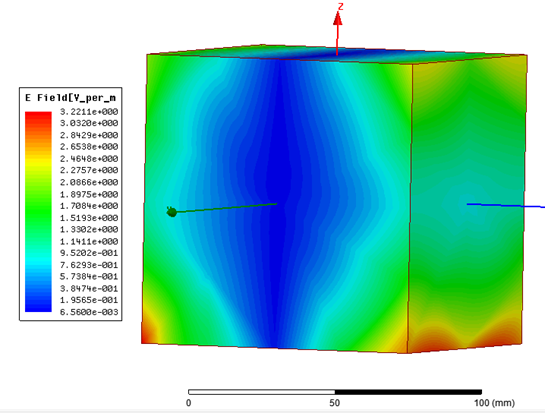 Z
E Field[V_per_m
3.2211e+000
3.0320e+000
2.8429e+000
2.6538e+000
2.4648e+000
2.2757e+000
2.0866e+000
1.8975e+000
1.7084e+000
1.5193e+000
1.3302e+000
1.1411e+000
9.5202e-001
7.6293e-001
5.7384e-001
3.8474e-001
1.9565e-001
6.5600e-003
0 50 100 (mm)